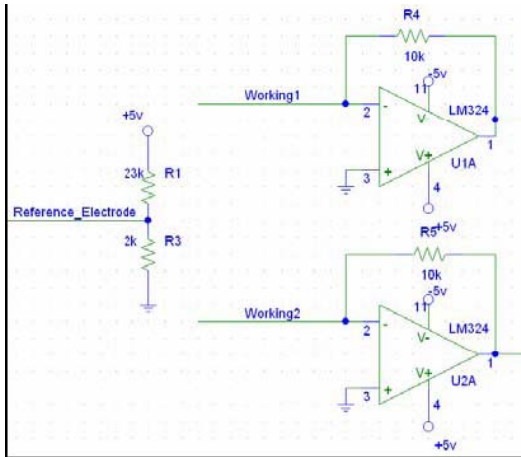 R4
10k
-5v
11
Working1
LM324
2
-
V-
1
+5v
U1A
V+
3
+
23k
R1
4
Reference_Electrode
+5v
R5
2k
R3
10k
-5v
11
Working2
LM324
2
-
V-
1
V+
U2A
3
+
4
+5v